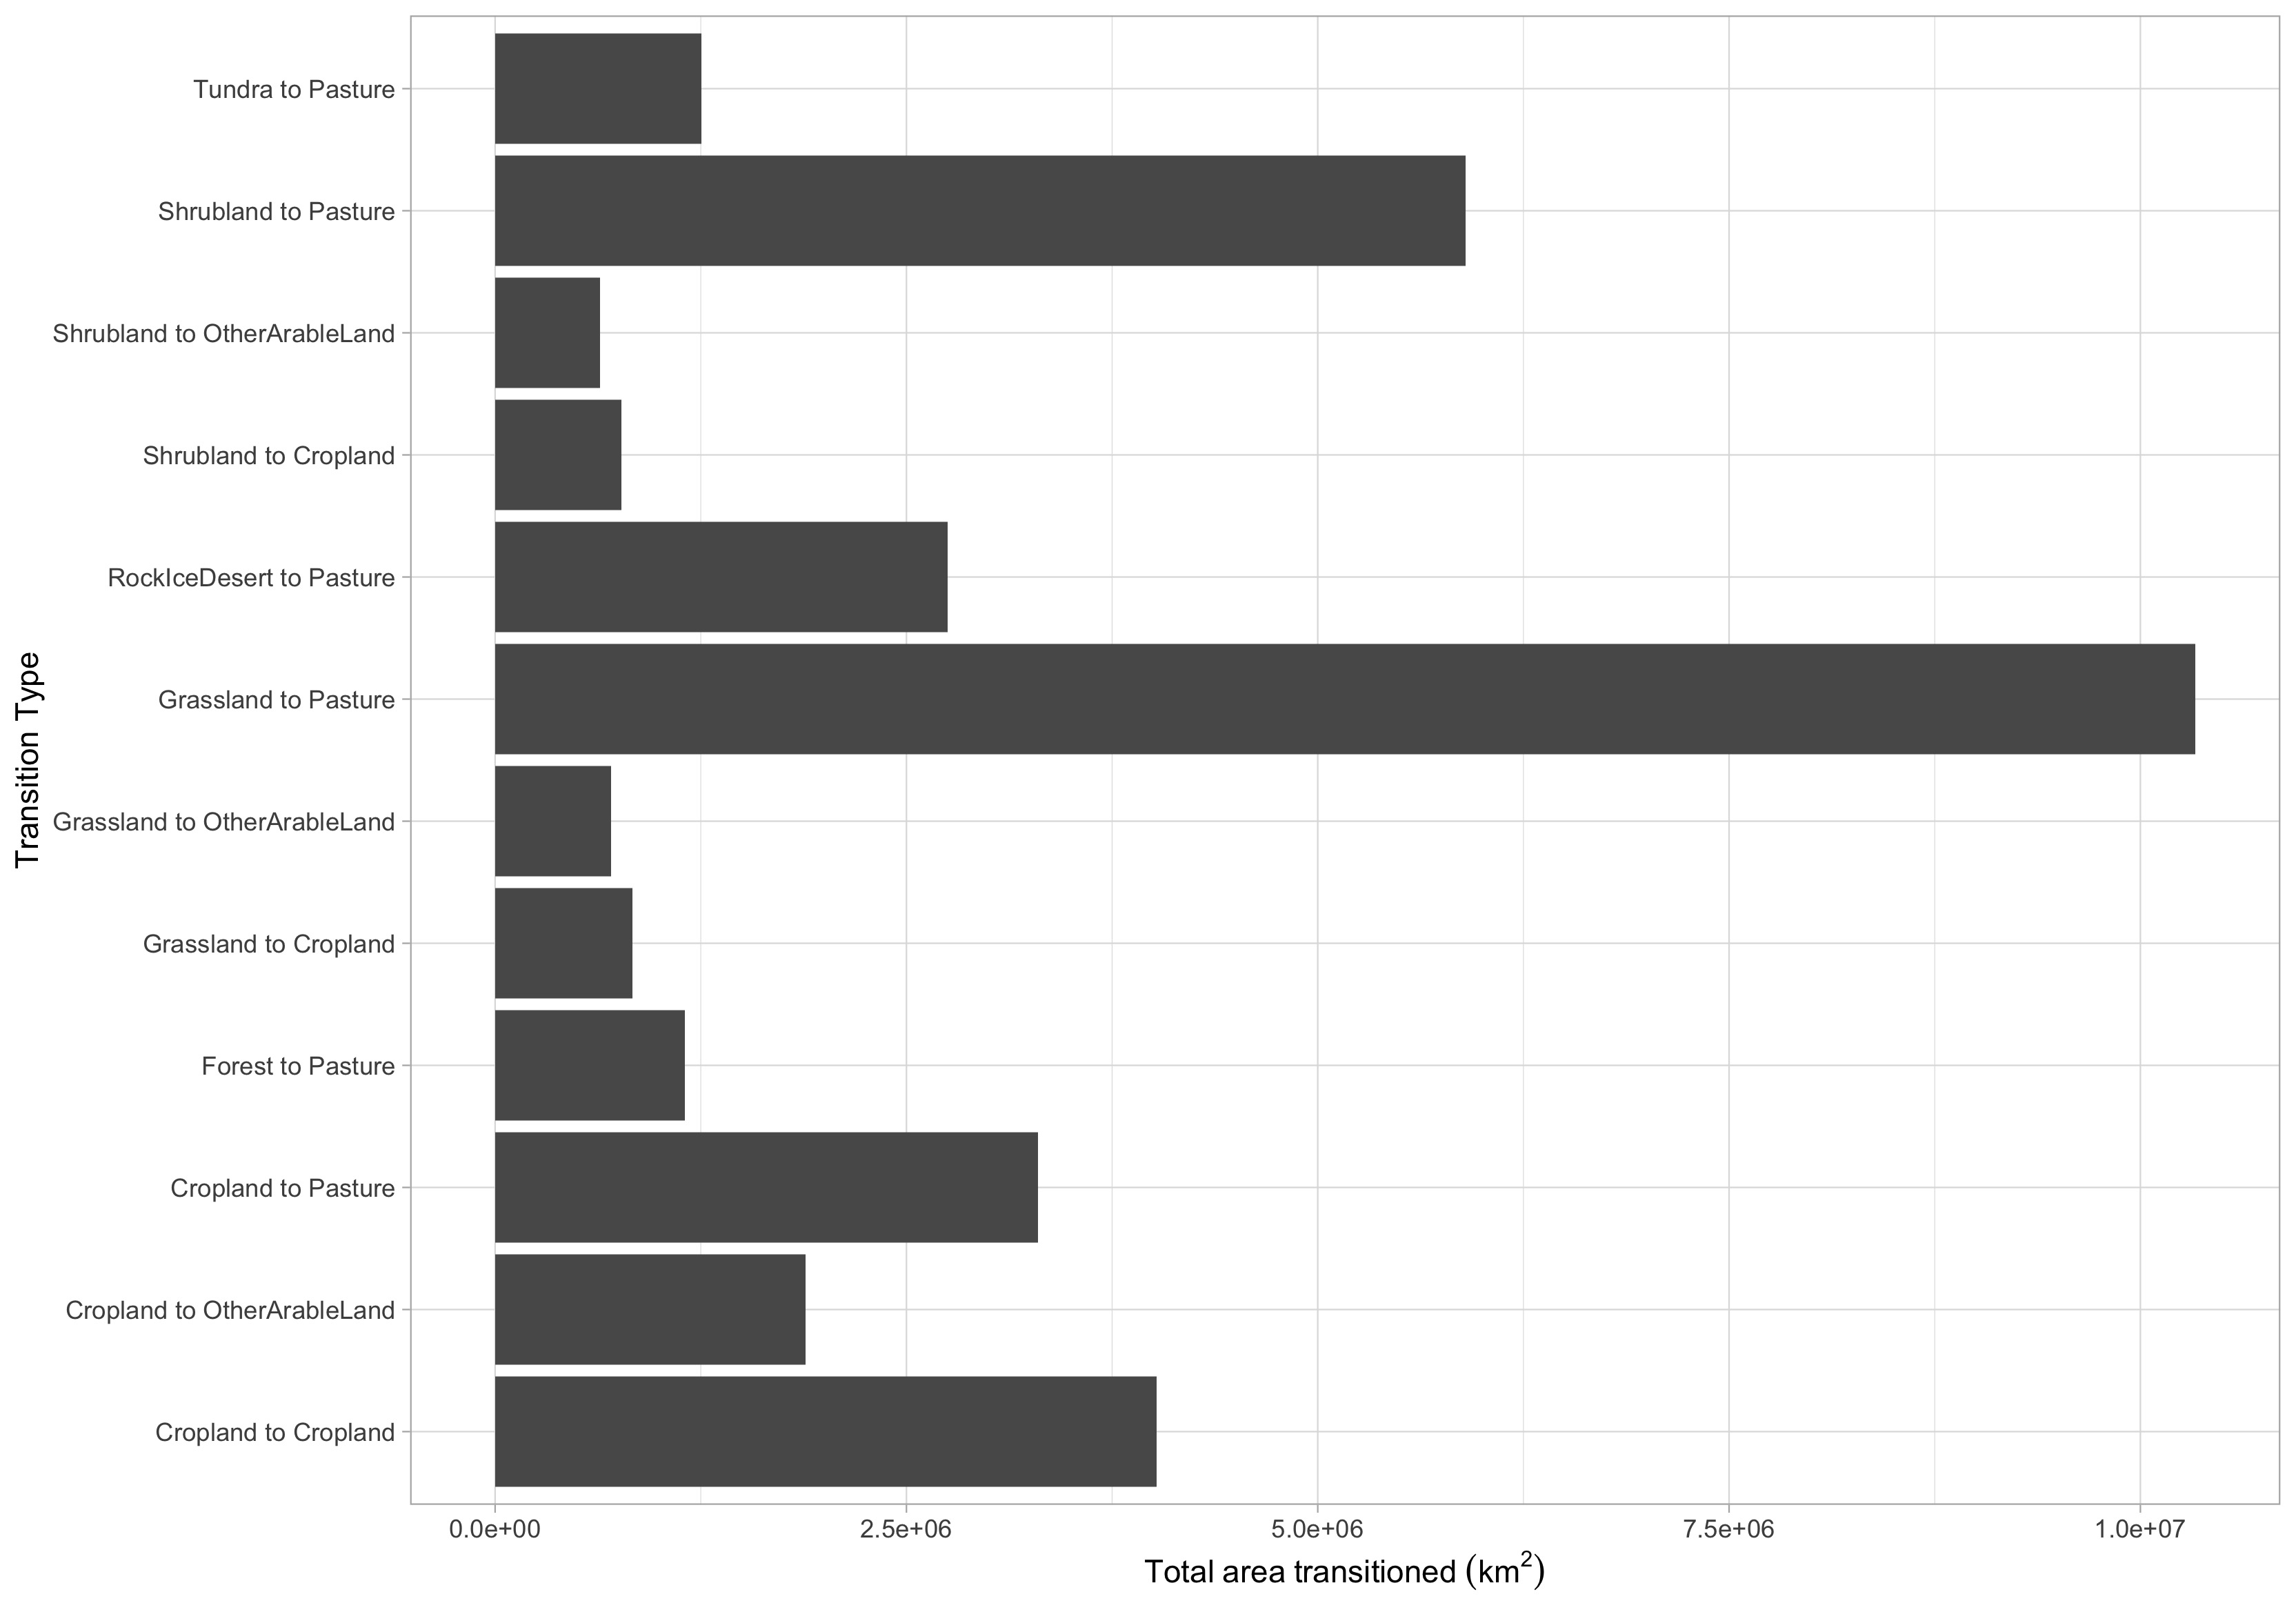 Transition Type
Tundra to Pasture
Shrubland to Pasture
Shrubland to OtherArableLand
Shrubland to Cropland
RockIceDesert to Pasture
Grassland to Pasture
Grassland to OtherArableLand
Grassland to Cropland
Forest to Pasture
Cropland to Pasture
Cropland to OtherArableLand
Cropland to Cropland
0.0e+00 2.5e+06 5.0e+06 7.5e+06 1.0e+07
Total area transitioned (km²)